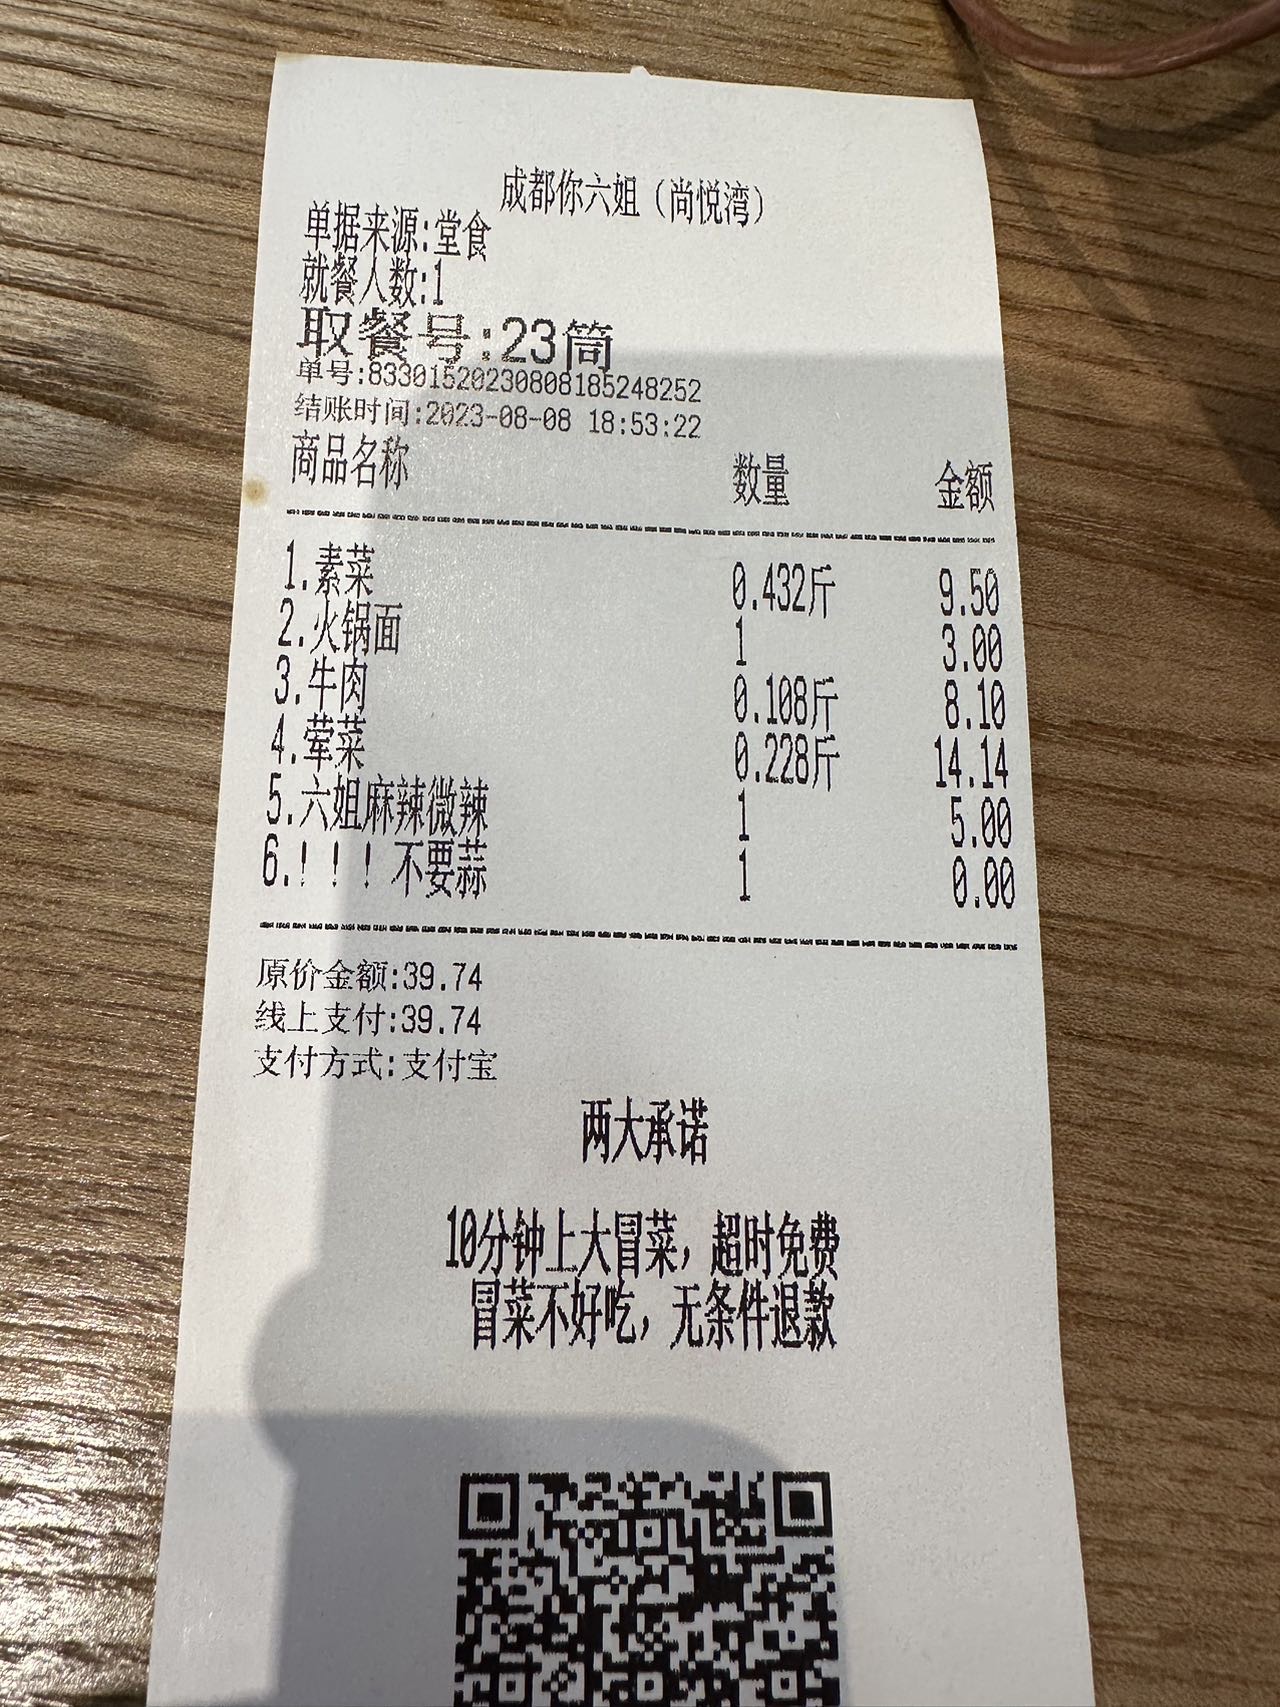 成都你六姐（尚悦湾）
单据来源:堂食
就餐人数:1
取餐号:23筒
单号:83301520230808185248252
结账时间:2023-08-08 18:53:22
商品名称 数量 金额
1.素菜 0.432斤 9.50
2.火锅面 1 3.00
3.牛肉 0.108斤 8.10
4.荤菜 0.228斤 14.14
5.六姐麻辣微辣 1 5.00
6.！！！不要蒜 1 0.00
原价金额:39.74
线上支付:39.74
支付方式:支付宝
两大承诺
10分钟上大冒菜，超时免费
冒菜不好吃，无条件退款